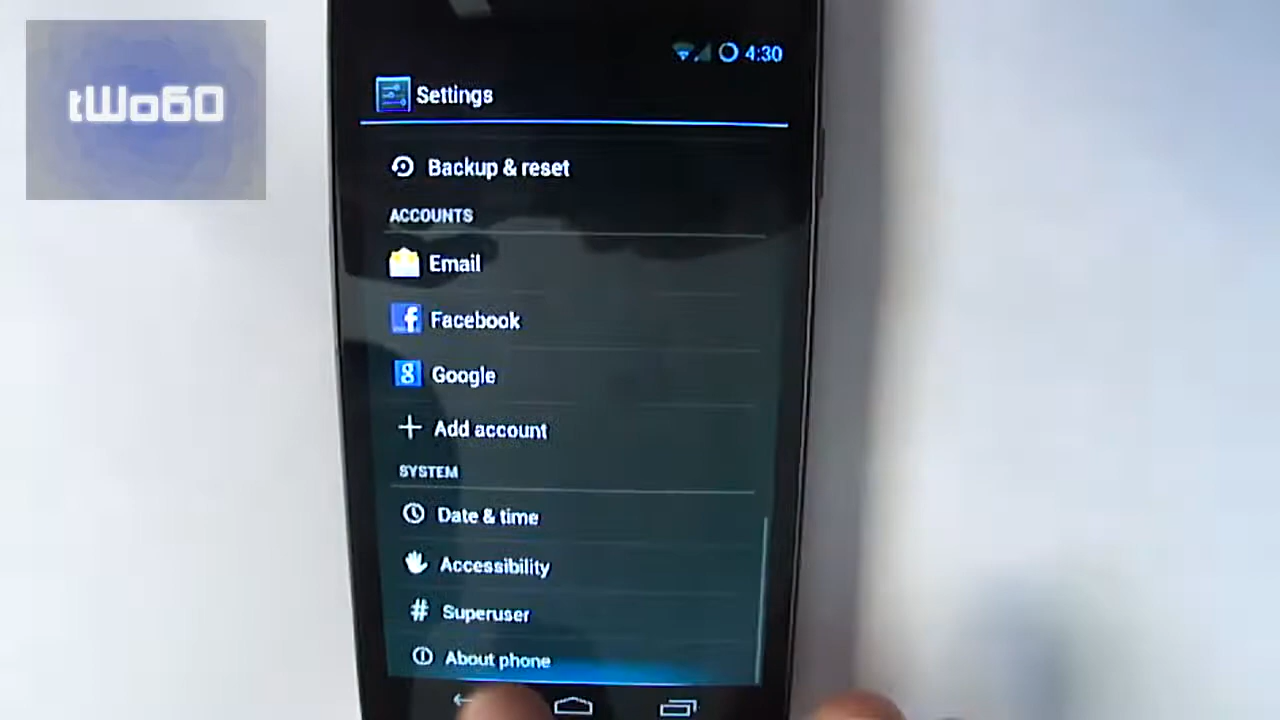 tWo60
4:30
Settings
Backup & reset
ACCOUNTS
Email
Facebook
Google
Add account
SYSTEM
Date & time
Accessibility
Superuser
About phone